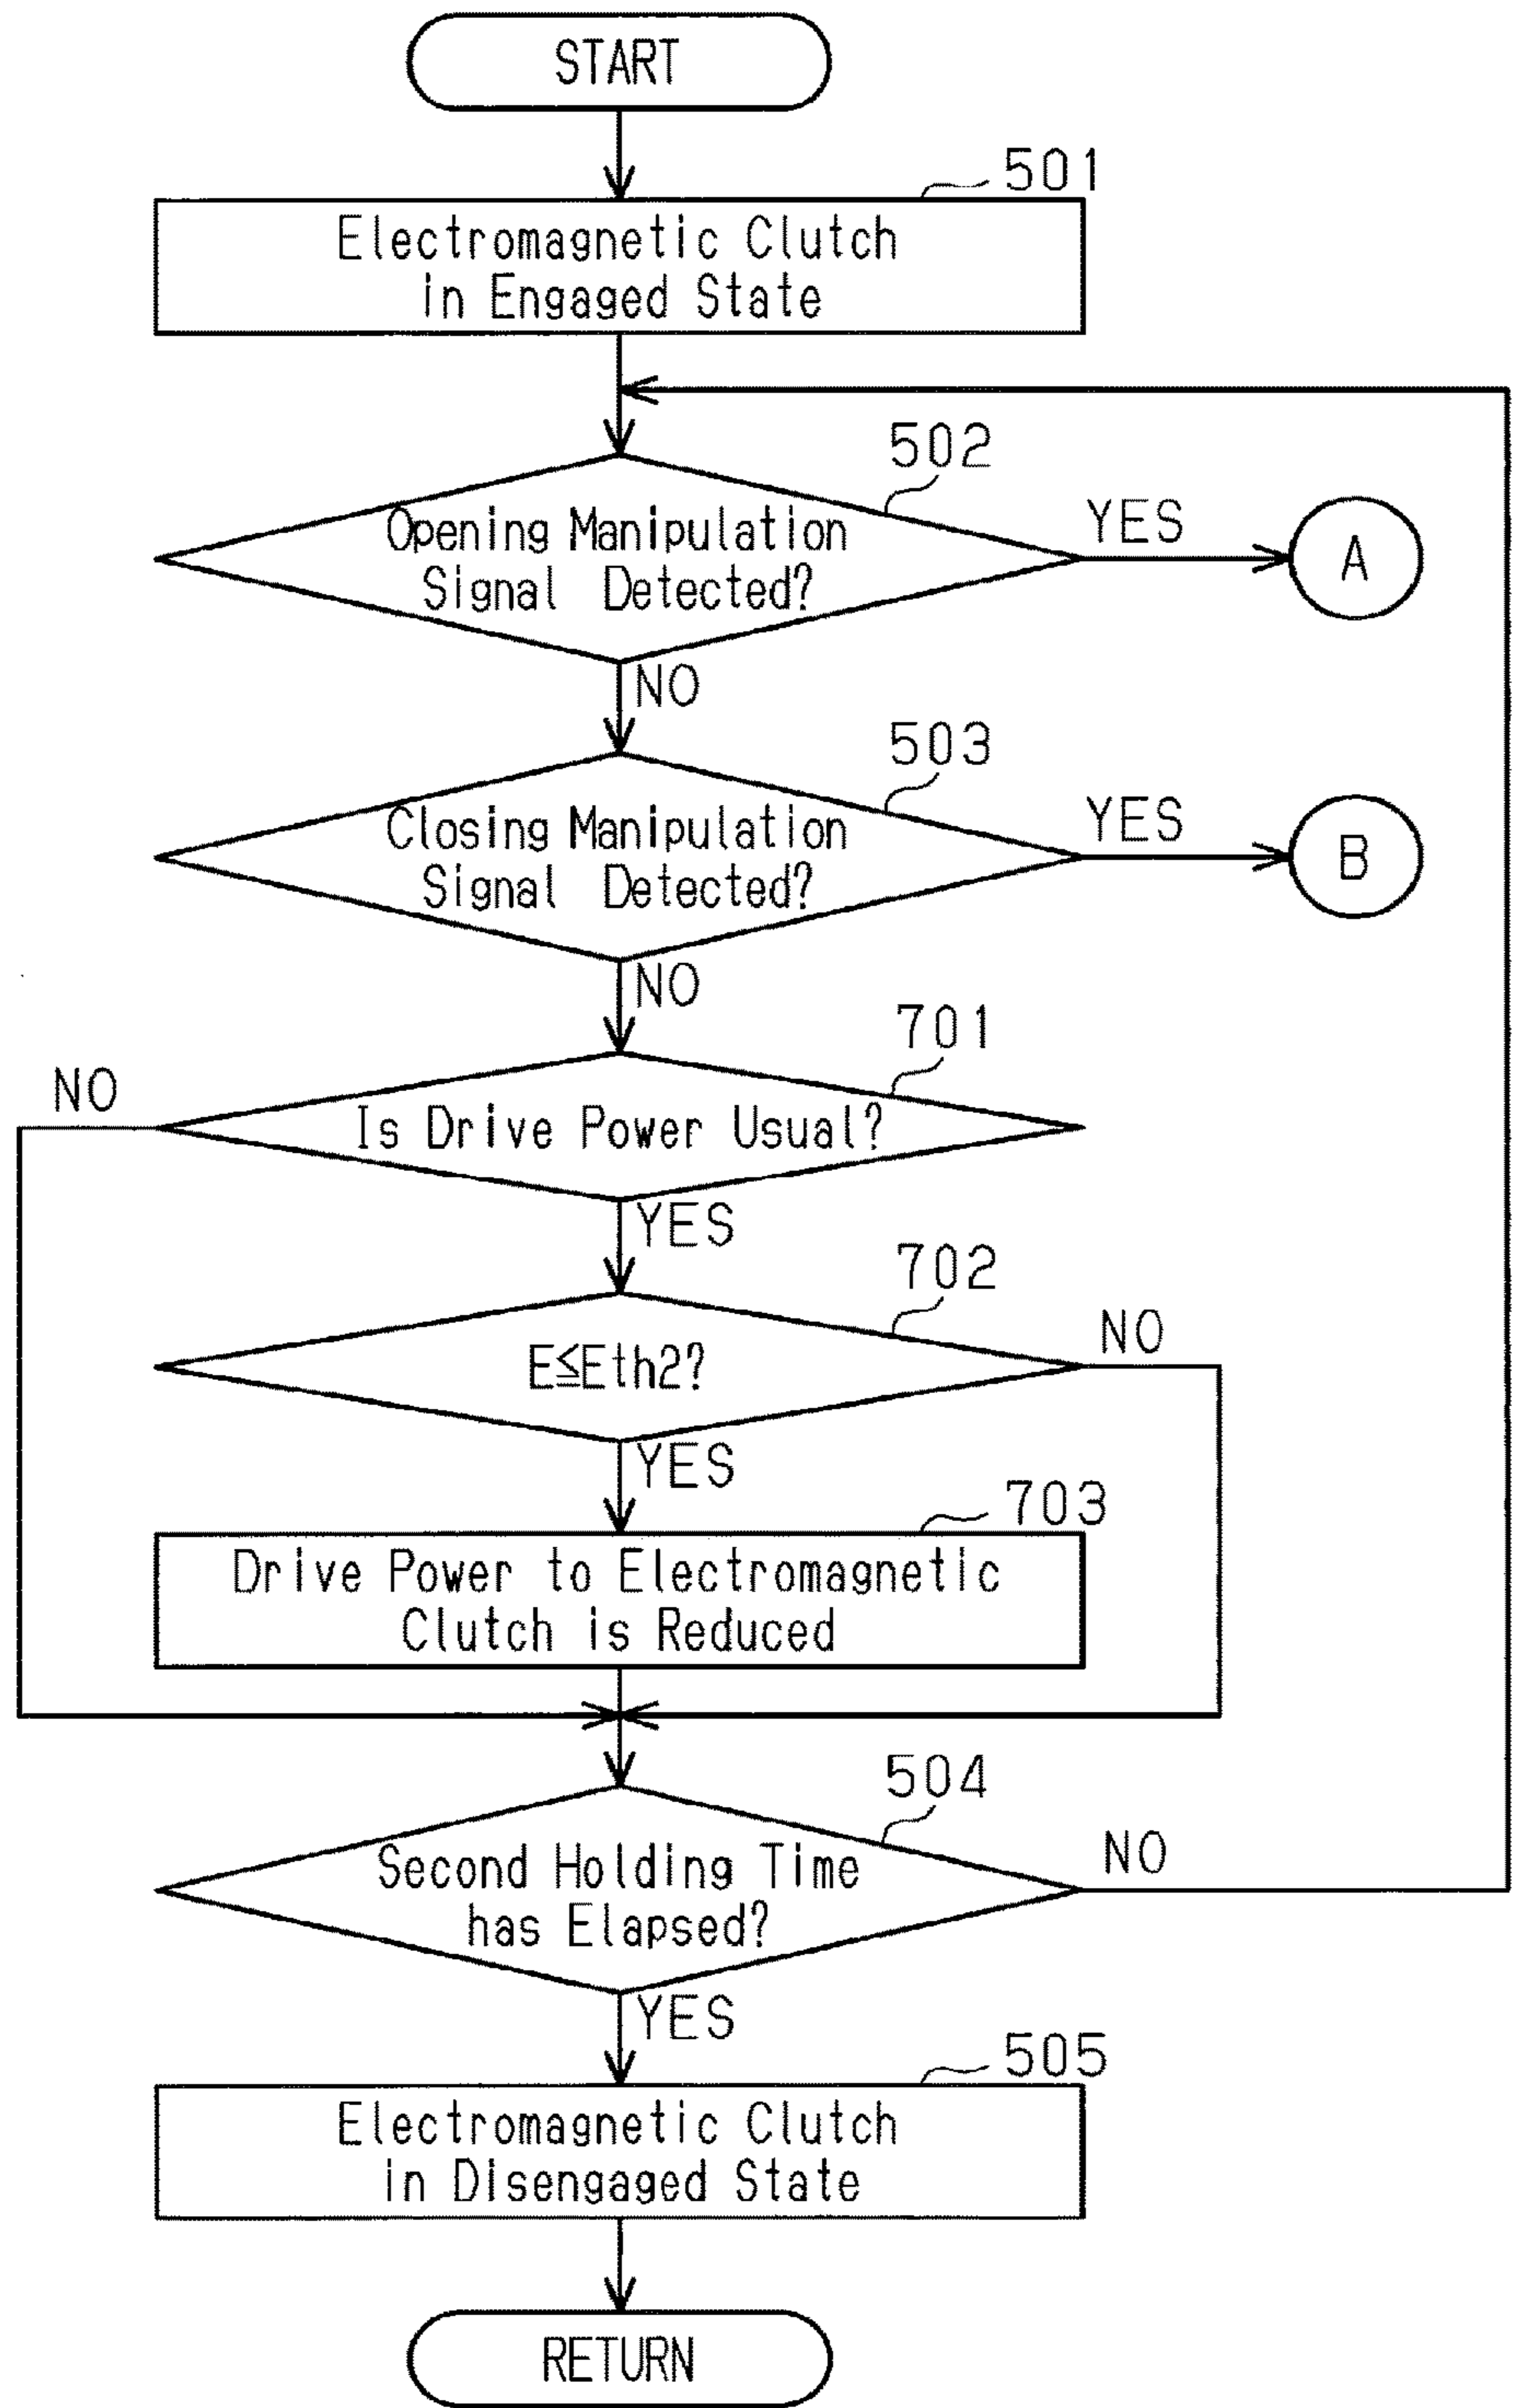 START
501
Electromagnetic Clutch
in Engaged State
502
Opening Manipulation
Signal Detected?
YES
A
NO
503
Closing Manipulation
Signal Detected?
YES
B
NO
701
NO
Is Drive Power Usual?
YES
702
E≦Eth2?
NO
YES
703
Drive Power to Electromagnetic
Clutch is Reduced
504
Second Holding Time
has Elapsed?
NO
YES
505
Electromagnetic Clutch
in Disengaged State
RETURN